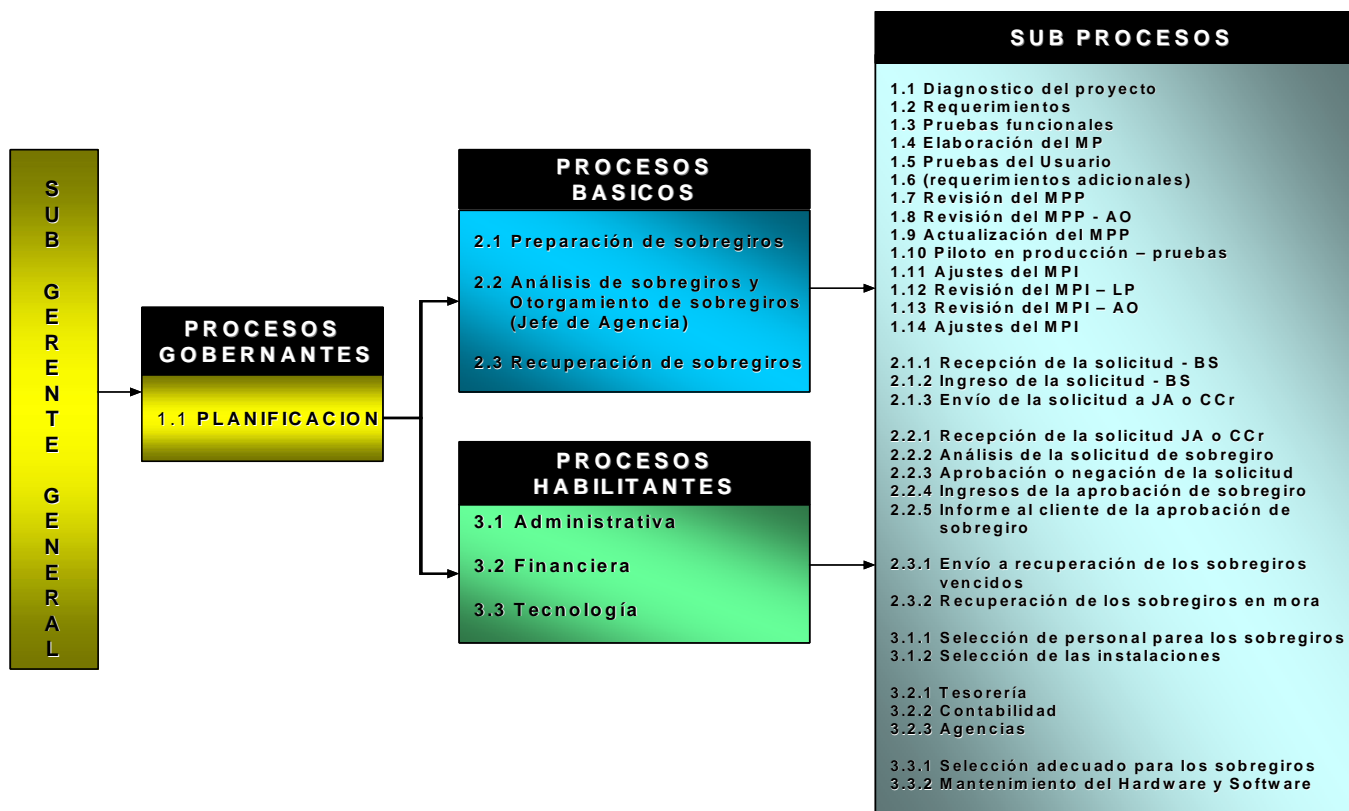 SUB GERENTE GENERAL
PROCESOS
GOBERNANTES
1.1 PLANIFICACION
PROCESOS
BASICOS
2.1 Preparación de sobregiros
2.2 Análisis de sobregiros y
Otorgamiento de sobregiros
(Jefe de Agencia)
2.3 Recuperación de sobregiros
PROCESOS
HABILITANTES
3.1 Administrativa
3.2 Financiera
3.3 Tecnología
SUB PROCESOS
1.1 Diagnostico del proyecto
1.2 Requerimientos
1.3 Pruebas funcionales
1.4 Elaboración del MP
1.5 Pruebas del Usuario
1.6 (requerimientos adicionales)
1.7 Revisión del MPP
1.8 Revisión del MPP - AO
1.9 Actualización del MPP
1.10 Piloto en producción – pruebas
1.11 Ajustes del MPI
1.12 Revisión del MPI – LP
1.13 Revisión del MPI – AO
1.14 Ajustes del MPI
2.1.1 Recepción de la solicitud - BS
2.1.2 Ingreso de la solicitud - BS
2.1.3 Envío de la solicitud a JA o CCr
2.2.1 Recepción de la solicitud JA o CCr
2.2.2 Análisis de la solicitud de sobregiro
2.2.3 Aprobación o negación de la solicitud
2.2.4 Ingresos de la aprobación de sobregiro
2.2.5 Informe al cliente de la aprobación de
sobregiro
2.3.1 Envío a recuperación de los sobregiros
vencidos
2.3.2 Recuperación de los sobregiros en mora
3.1.1 Selección de personal parea los sobregiros
3.1.2 Selección de las instalaciones
3.2.1 Tesorería
3.2.2 Contabilidad
3.2.3 Agencias
3.3.1 Selección adecuado para los sobregiros
3.3.2 Mantenimiento del Hardware y Software